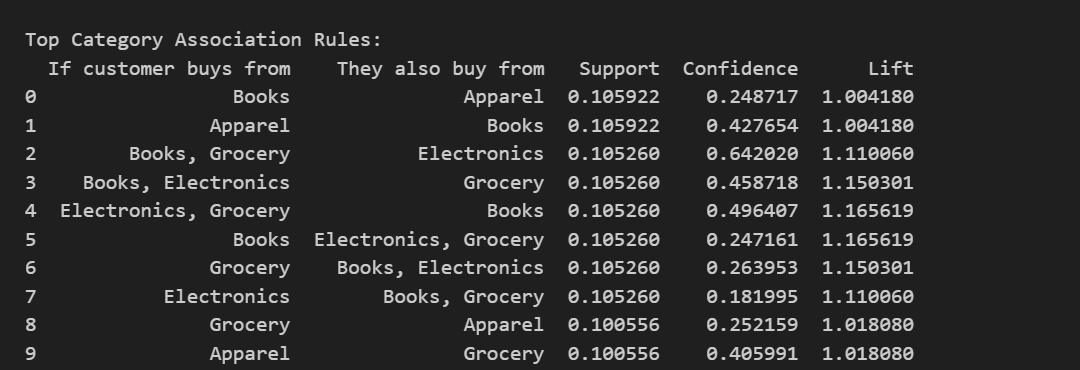 Top Category Association Rules:
If customer buys from They also buy from Support Confidence Lift
0 Books Apparel 0.105922 0.248717 1.004180
1 Apparel Books 0.105922 0.427654 1.004180
2 Books, Grocery Electronics 0.105260 0.642020 1.110060
3 Books, Electronics Grocery 0.105260 0.458718 1.150301
4 Electronics, Grocery Books 0.105260 0.496407 1.165619
5 Books Electronics, Grocery 0.105260 0.247161 1.165619
6 Grocery Books, Electronics 0.105260 0.263953 1.150301
7 Electronics Books, Grocery 0.105260 0.181995 1.110060
8 Grocery Apparel 0.100556 0.252159 1.018080
9 Apparel Grocery 0.100556 0.405991 1.018080